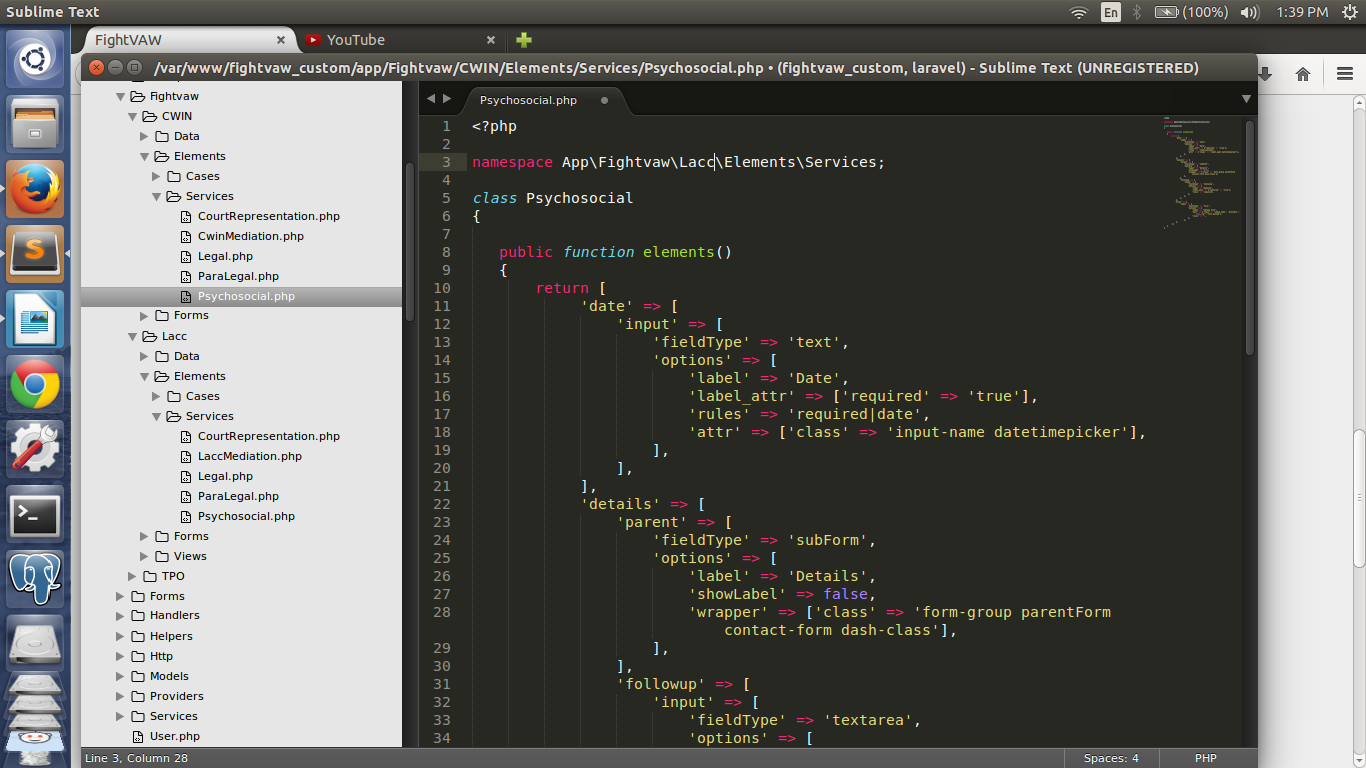 Sublime Text
En
(100%)
1:39 PM
FightVAW
YouTube
/var/www/fightvaw_custom/app/Fightvaw/CWIN/Elements/Services/Psychosocial.php • (fightvaw_custom, laravel) - Sublime Text (UNREGISTERED)
Fightvaw
CWIN
Data
Elements
Cases
Services
CourtRepresentation.php
CwinMediation.php
Legal.php
ParaLegal.php
Psychosocial.php
Forms
Lacc
Data
Elements
Cases
Services
CourtRepresentation.php
LaccMediation.php
Legal.php
ParaLegal.php
Psychosocial.php
Forms
Views
TPO
Forms
Handlers
Helpers
Http
Models
Providers
Services
User.php
Psychosocial.php
1 <?php
2
3 namespace App\Fightvaw\Lacc\Elements\Services;
4
5 class Psychosocial
6 {
7
8 public function elements()
9 {
10 return [
11 'date' => [
12 'input' => [
13 'fieldType' => 'text',
14 'options' => [
15 'label' => 'Date',
16 'label_attr' => ['required' => 'true'],
17 'rules' => 'required|date',
18 'attr' => ['class' => 'input-name datetimepicker'],
19 ],
20 ],
21 ],
22 'details' => [
23 'parent' => [
24 'fieldType' => 'subForm',
25 'options' => [
26 'label' => 'Details',
27 'showLabel' => false,
28 'wrapper' => ['class' => 'form-group parentForm
contact-form dash-class'],
29 ],
30 ],
31 'followup' => [
32 'input' => [
33 'fieldType' => 'textarea',
34 'options' => [
Line 3, Column 28
Spaces: 4
PHP